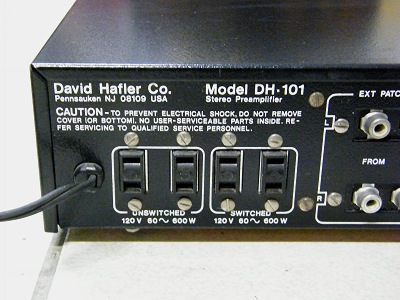 David Hafler Co. Model DH-101
Pennsauken NJ 08109 USA Stereo Preamplifier
CAUTION - TO PREVENT ELECTRICAL SHOCK, DO NOT REMOVE
COVER (OR BOTTOM). NO USER-SERVICEABLE PARTS INSIDE. RE-
FER SERVICING TO QUALIFIED SERVICE PERSONNEL.
EXT PATC
L
FROM
R
UNSWITCHED SWITCHED
120 V 60~ 600 W 120 V 60~ 600 W